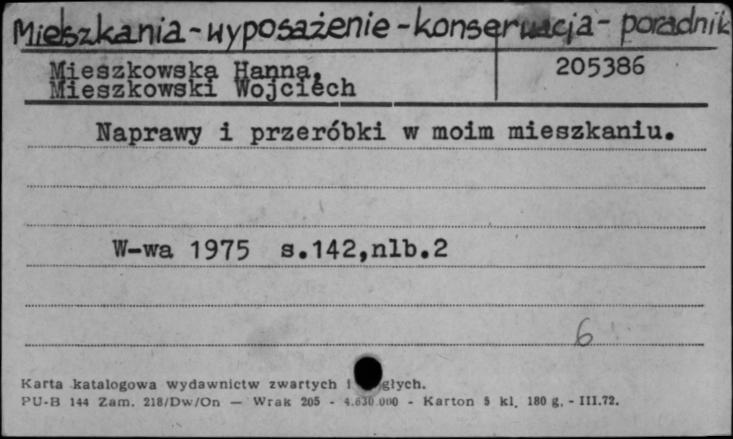 Mieszkania - wyposażenie - konserwacja - poradnik
Mieszkowska Hanna,
Mieszkowski Wojciech
205386
Naprawy i przeróbki w moim mieszkaniu.
W-wa 1975 s.142,nlb.2
6
Karta katalogowa wydawnictw zwartych i głych.
PU-B 144 Zam. 218/Dw/On — Wrak 205 - 4.630.000 - Karton 5 kl. 180 g. - III.72.